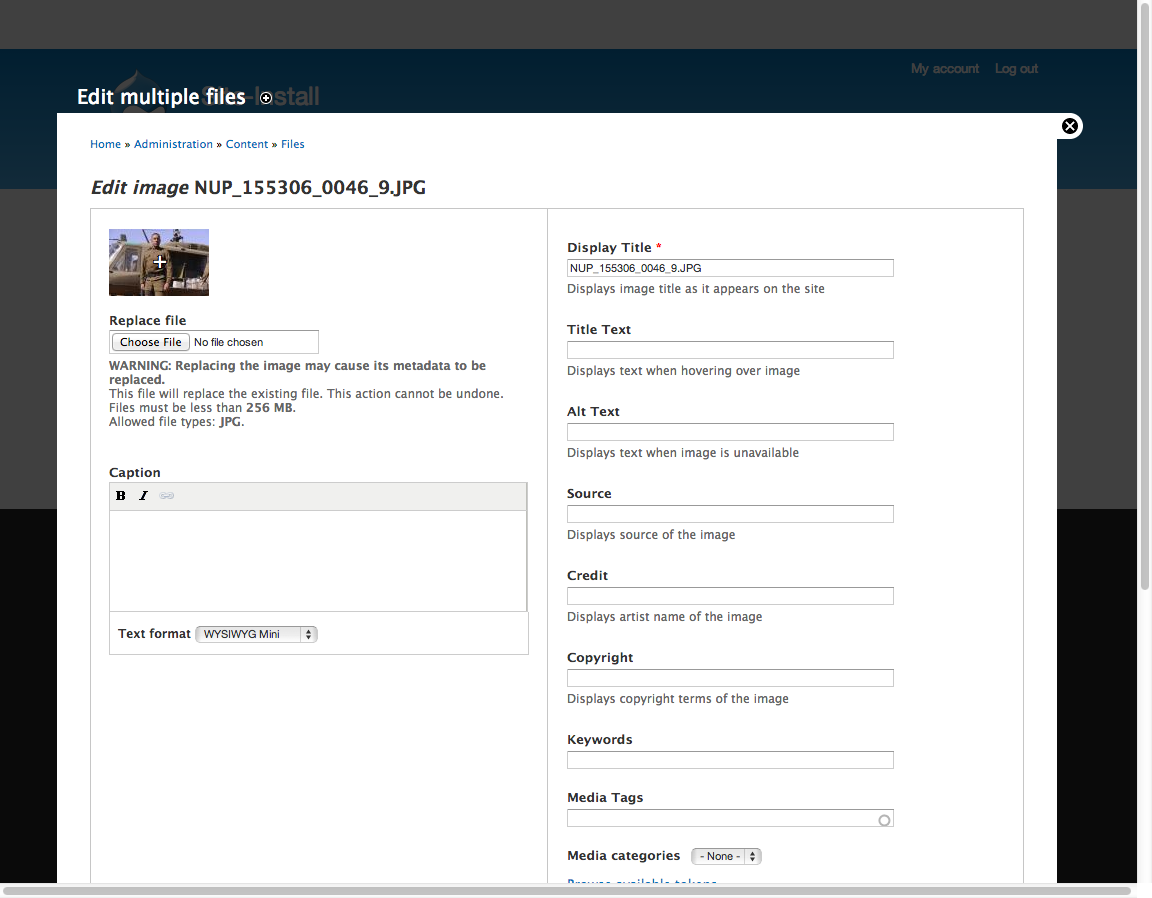 My account Log out
Site-Install
Edit multiple files
Home » Administration » Content » Files
Edit image NUP_155306_0046_9.JPG
Replace file
Choose File No file chosen
WARNING: Replacing the image may cause its metadata to be
replaced.
This file will replace the existing file. This action cannot be undone.
Files must be less than 256 MB.
Allowed file types: JPG.
Caption
B I
Text format WYSIWYG Mini
Display Title *
NUP_155306_0046_9.JPG
Displays image title as it appears on the site
Title Text
Displays text when hovering over image
Alt Text
Displays text when image is unavailable
Source
Displays source of the image
Credit
Displays artist name of the image
Copyright
Displays copyright terms of the image
Keywords
Media Tags
Media categories - None -
Browse available tokens.